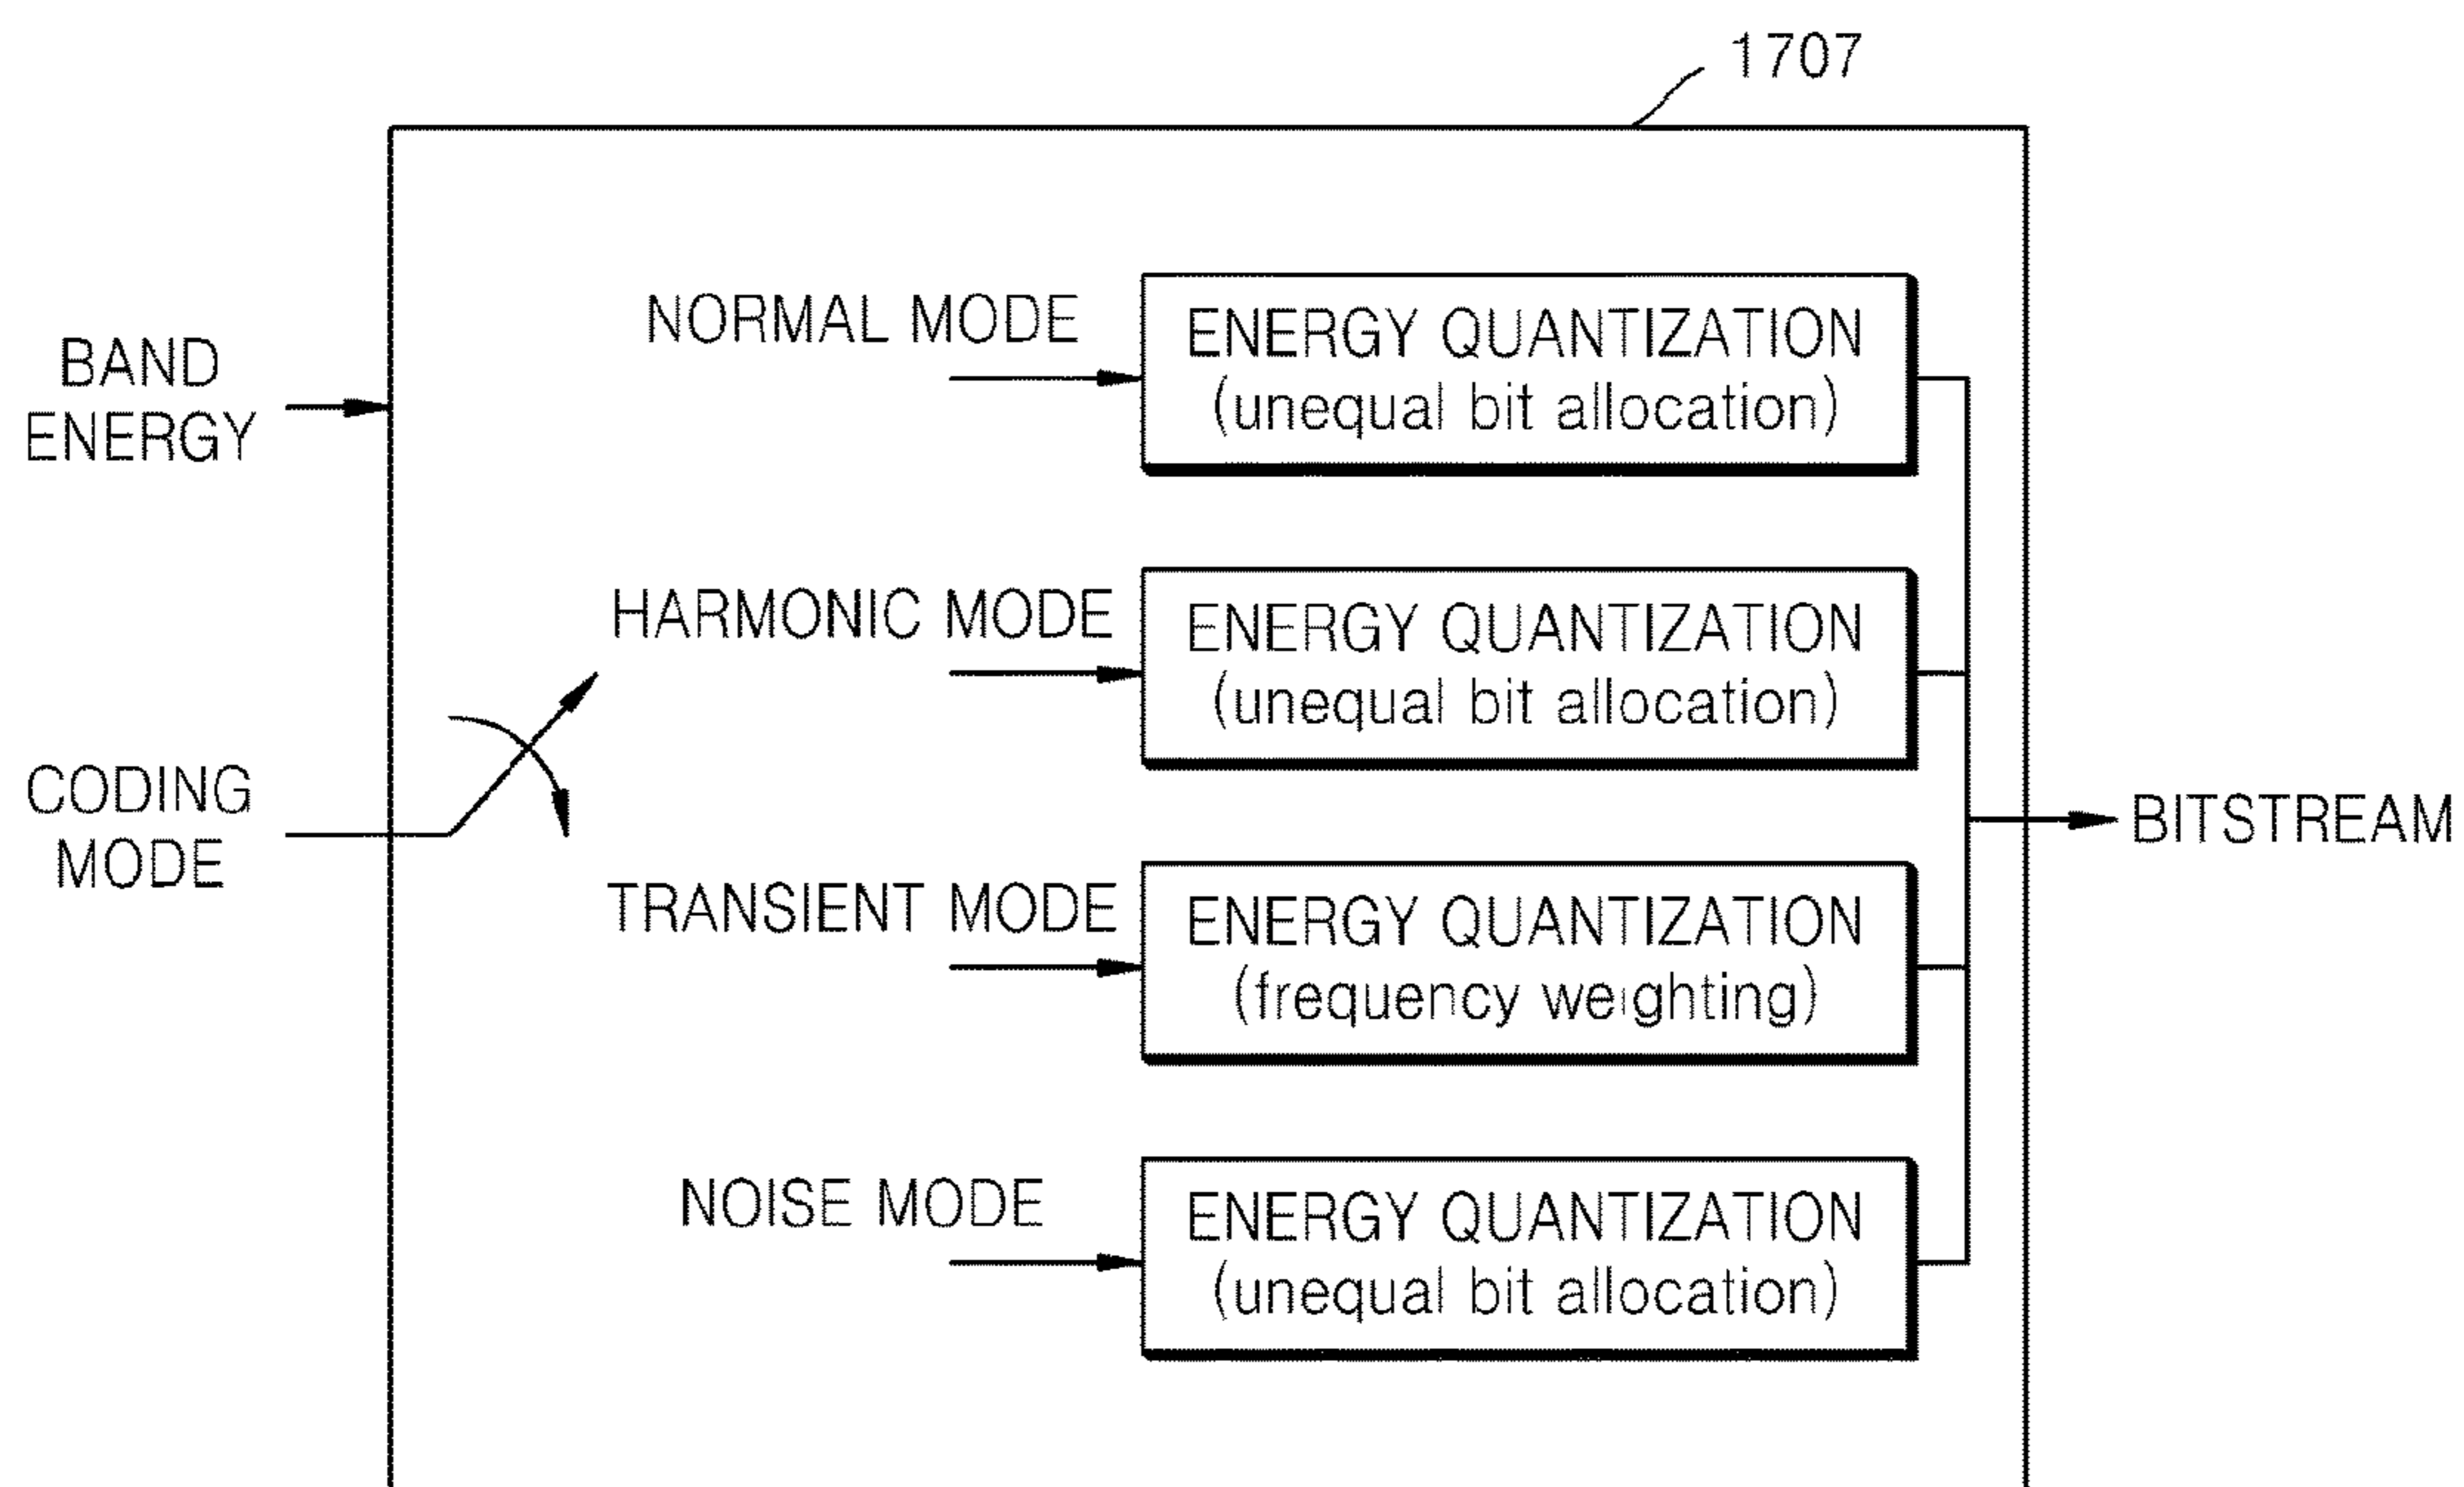 1707
BAND
ENERGY
NORMAL MODE
ENERGY QUANTIZATION
(unequal bit allocation)
HARMONIC MODE
ENERGY QUANTIZATION
(unequal bit allocation)
CODING
MODE
TRANSIENT MODE
ENERGY QUANTIZATION
(frequency weighting)
BITSTREAM
NOISE MODE
ENERGY QUANTIZATION
(unequal bit allocation)